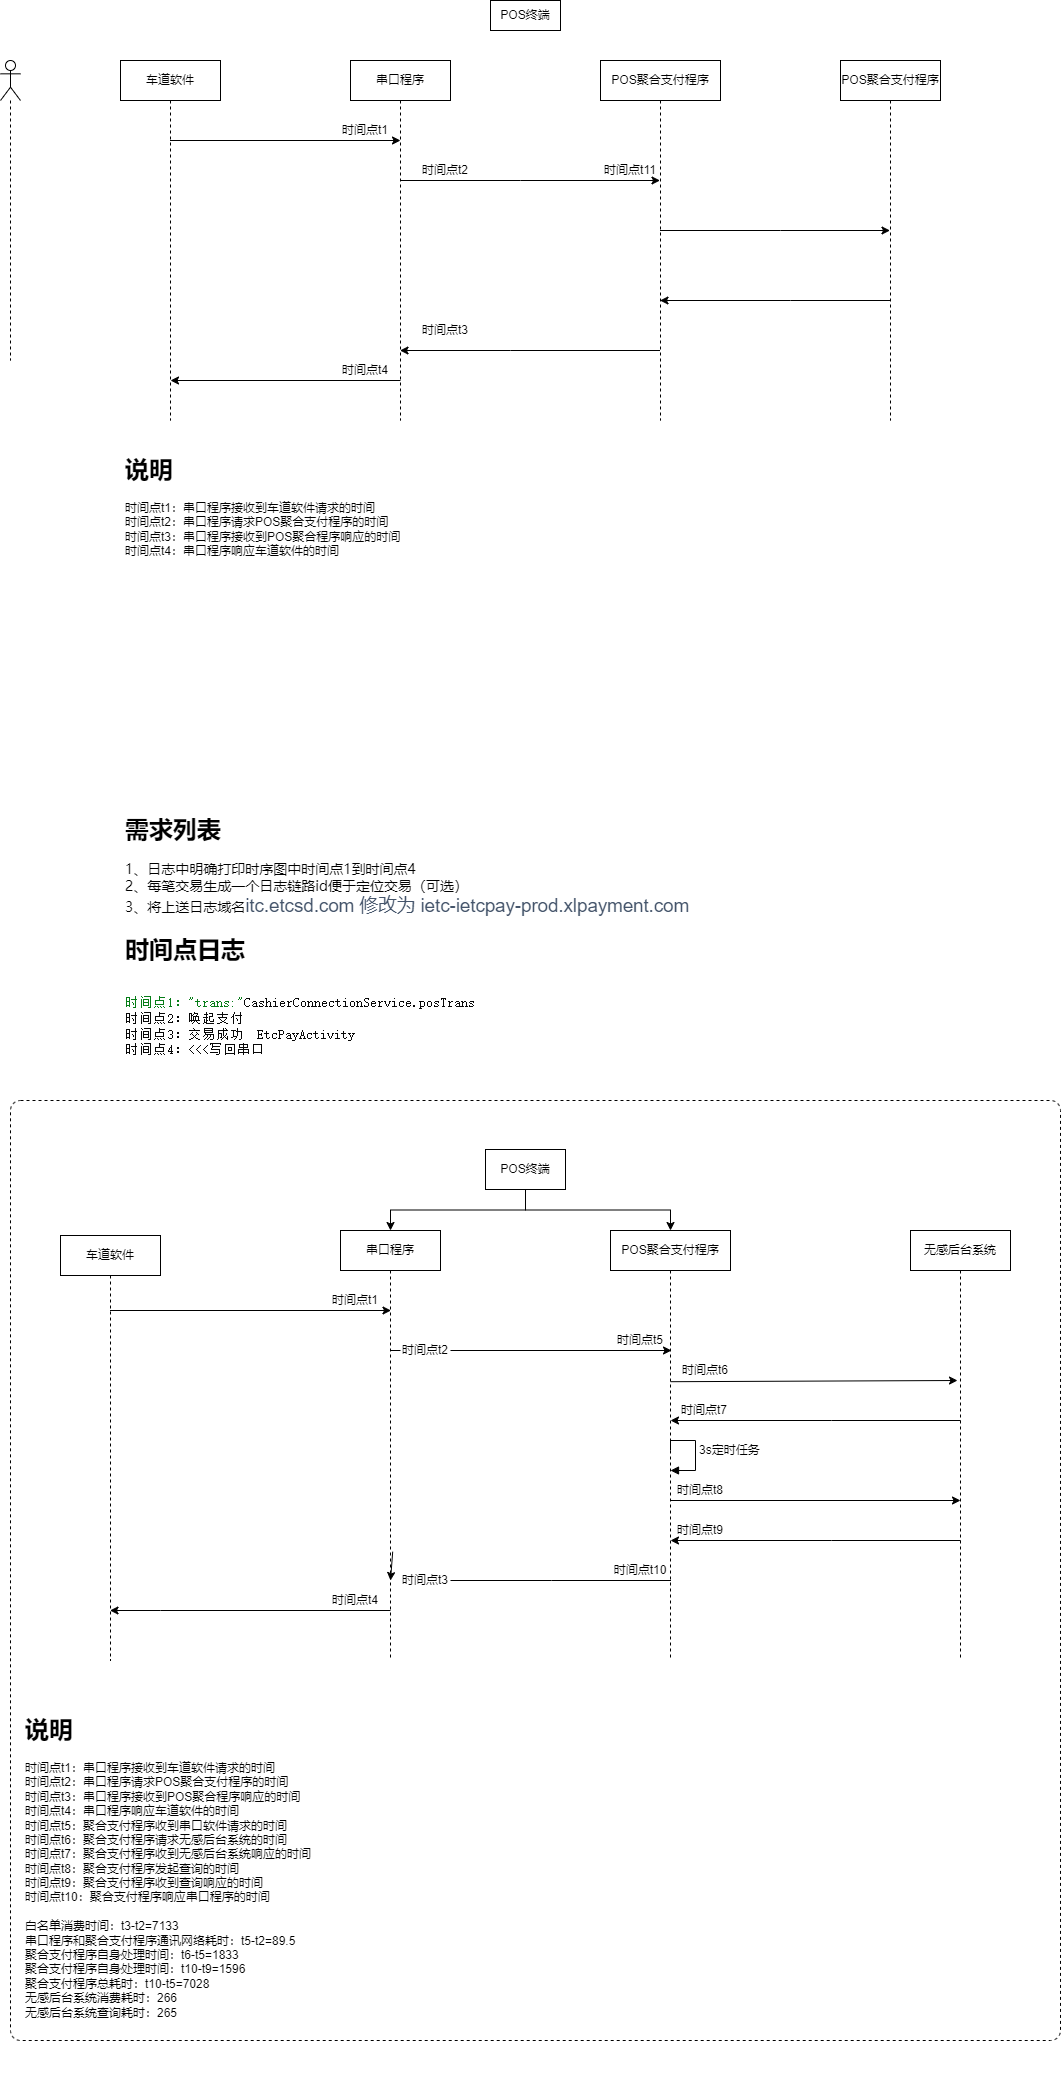 POS终端
车道软件
串口程序
POS聚合支付程序
POS聚合支付程序
时间点t1
时间点t2
时间点t11
时间点t3
时间点t4
说明
时间点t1：串口程序接收到车道软件请求的时间
时间点t2：串口程序请求POS聚合支付程序的时间
时间点t3：串口程序接收到POS聚合程序响应的时间
时间点t4：串口程序响应车道软件的时间
需求列表
1、日志中明确打印时序图中时间点1到时间点4
2、每笔交易生成一个日志链路id便于定位交易（可选）
3、将上送日志域名itc.etcsd.com 修改为 ietc-ietcpay-prod.xlpayment.com
时间点日志
时间点1："trans:"CashierConnectionService.posTrans
时间点2：唤起支付
时间点3：交易成功 EtcPayActivity
时间点4：<<<写回串口
POS终端
车道软件
串口程序
POS聚合支付程序
无感后台系统
时间点t1
时间点t2
时间点t5
时间点t6
时间点t7
3s定时任务
时间点t8
时间点t9
时间点t10
时间点t3
时间点t4
说明
时间点t1：串口程序接收到车道软件请求的时间
时间点t2：串口程序请求POS聚合支付程序的时间
时间点t3：串口程序接收到POS聚合程序响应的时间
时间点t4：串口程序响应车道软件的时间
时间点t5：聚合支付程序收到串口软件请求的时间
时间点t6：聚合支付程序请求无感后台系统的时间
时间点t7：聚合支付程序收到无感后台系统响应的时间
时间点t8：聚合支付程序发起查询的时间
时间点t9：聚合支付程序收到查询响应的时间
时间点t10：聚合支付程序响应串口程序的时间
白名单消费时间：t3-t2=7133
串口程序和聚合支付程序通讯网络耗时：t5-t2=89.5
聚合支付程序自身处理时间：t6-t5=1833
聚合支付程序自身处理时间：t10-t9=1596
聚合支付程序总耗时：t10-t5=7028
无感后台系统消费耗时：266
无感后台系统查询耗时：265